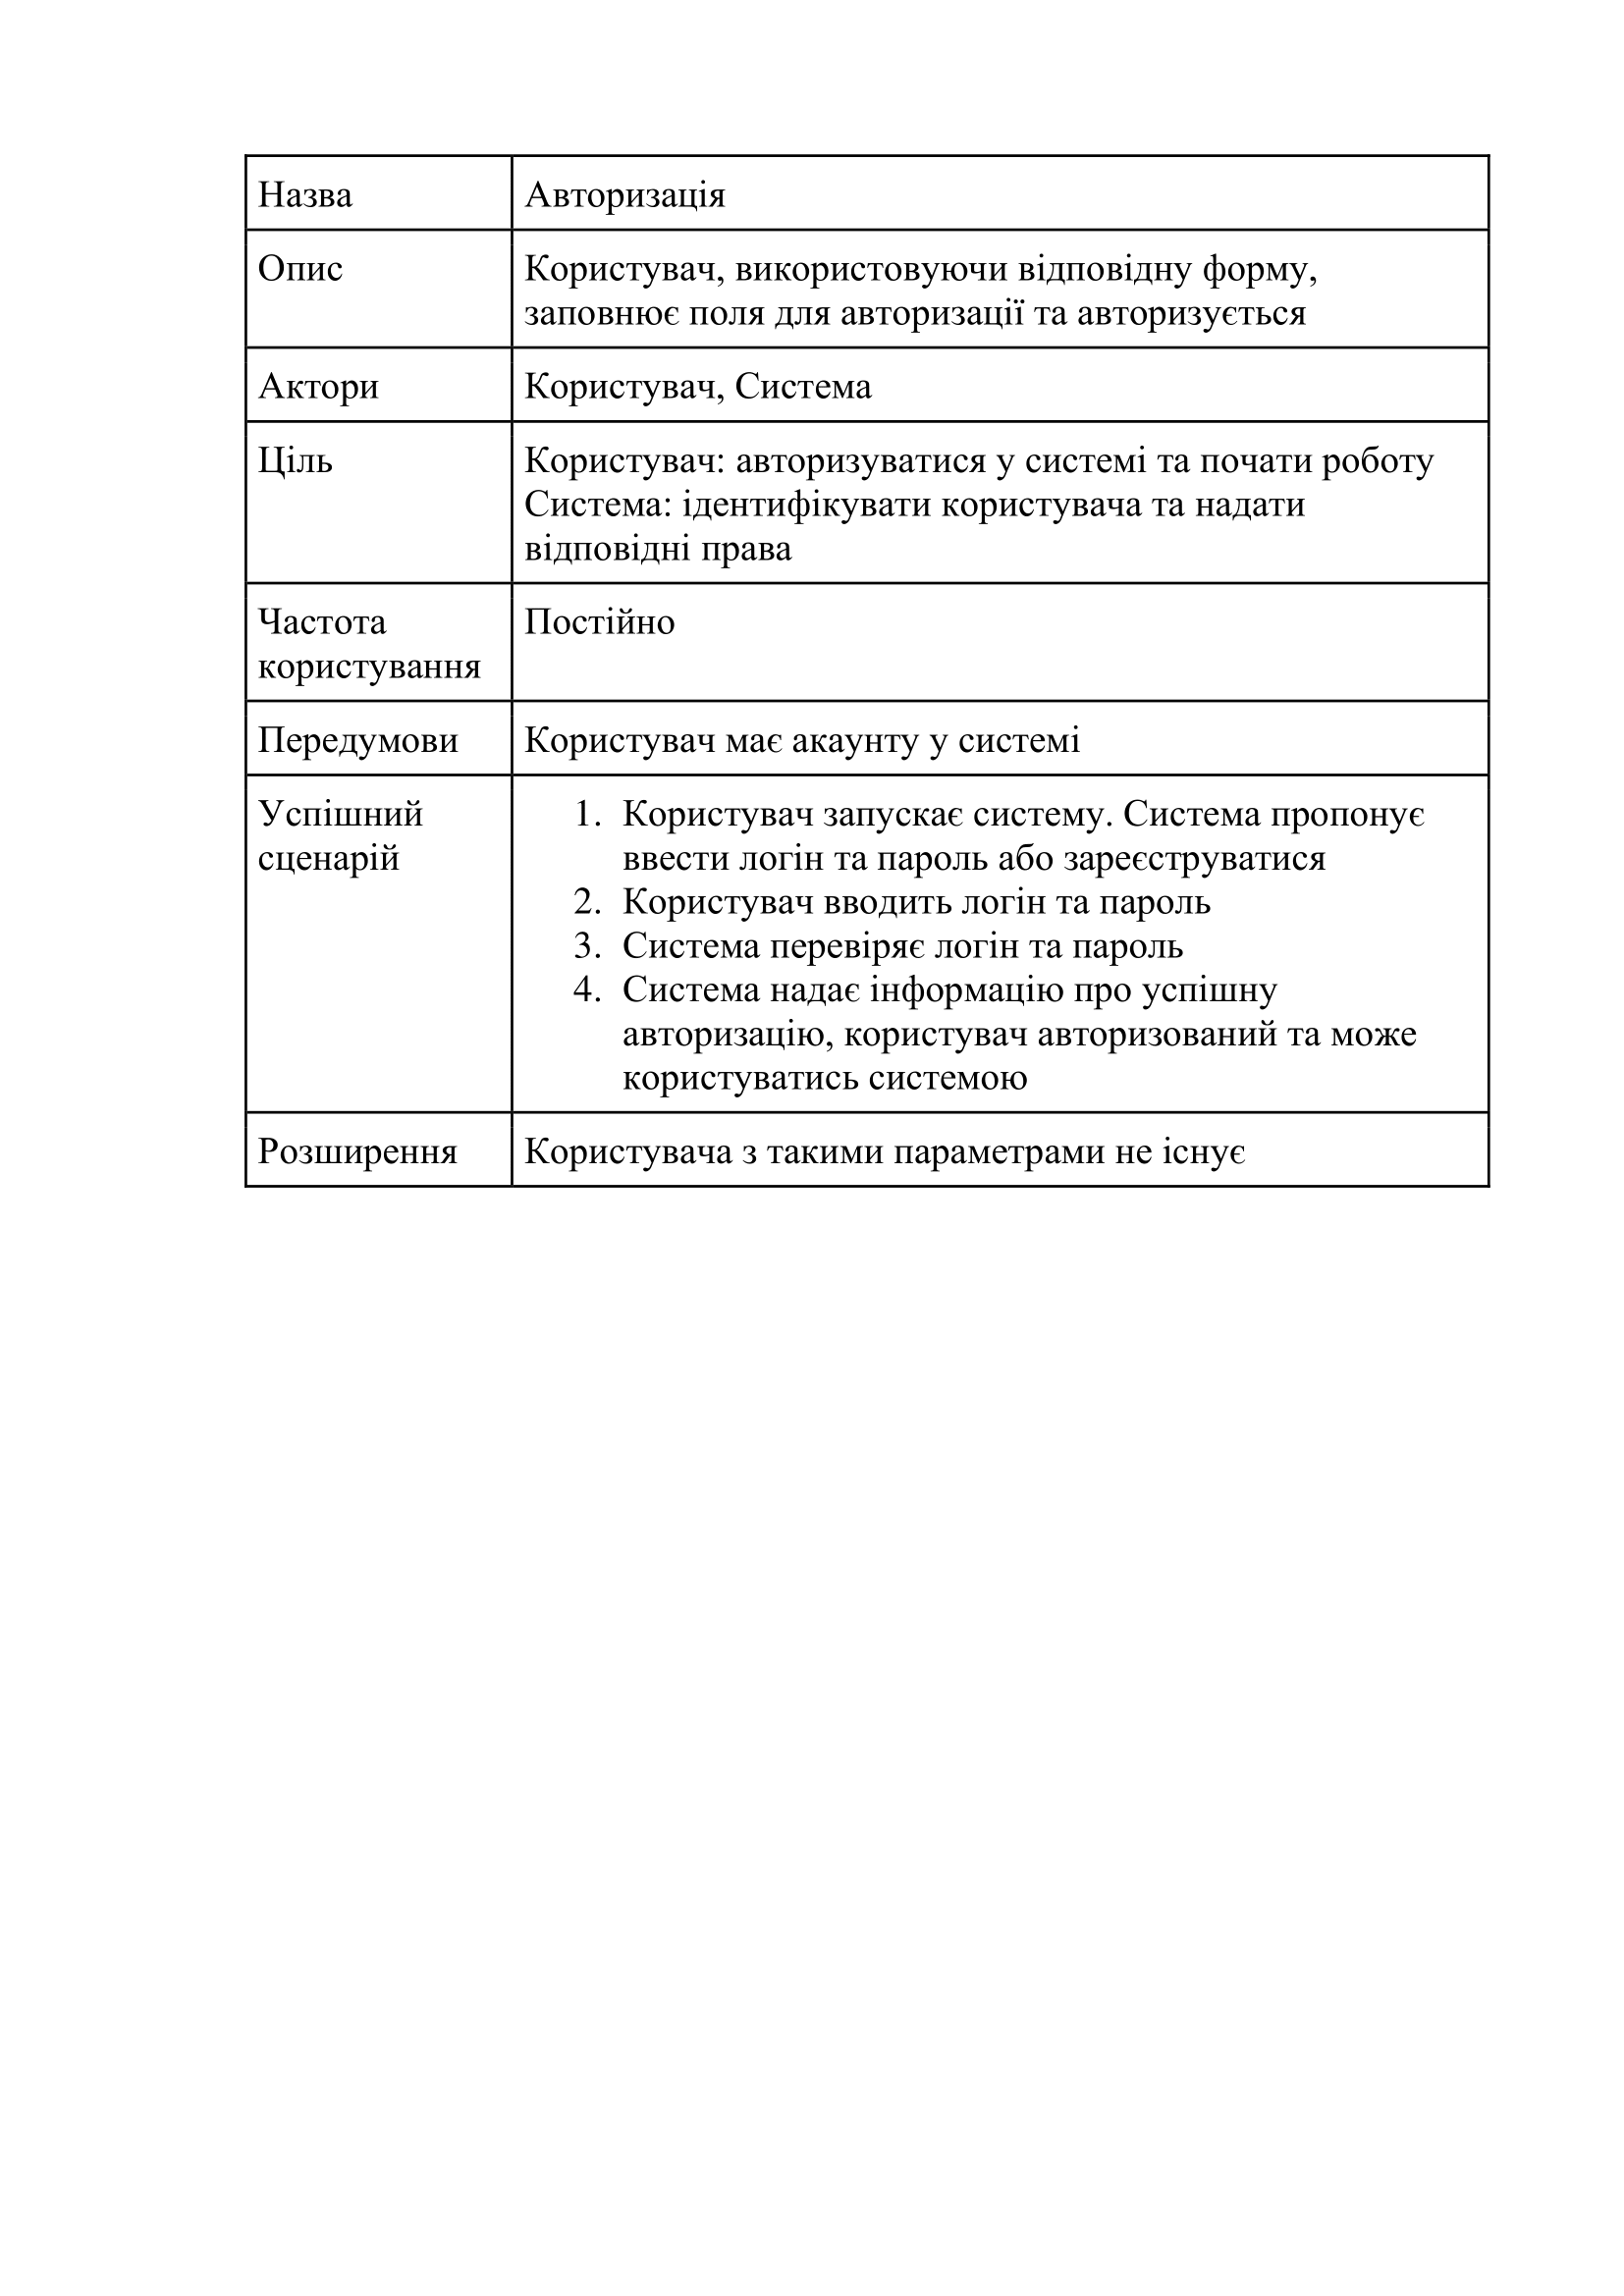 Назва
Авторизація
Опис
Користувач, використовуючи відповідну форму,
заповнює поля для авторизації та авторизується
Актори
Користувач, Система
Ціль
Користувач: авторизуватися у системі та почати роботу
Система: ідентифікувати користувача та надати
відповідні права
Частота
користування
Постійно
Передумови
Користувач має акаунту у системі
Успішний
сценарій
1. Користувач запускає систему. Система пропонує
ввести логін та пароль або зареєструватися
2. Користувач вводить логін та пароль
3. Система перевіряє логін та пароль
4. Система надає інформацію про успішну
авторизацію, користувач авторизований та може
користуватись системою
Розширення
Користувача з такими параметрами не існує